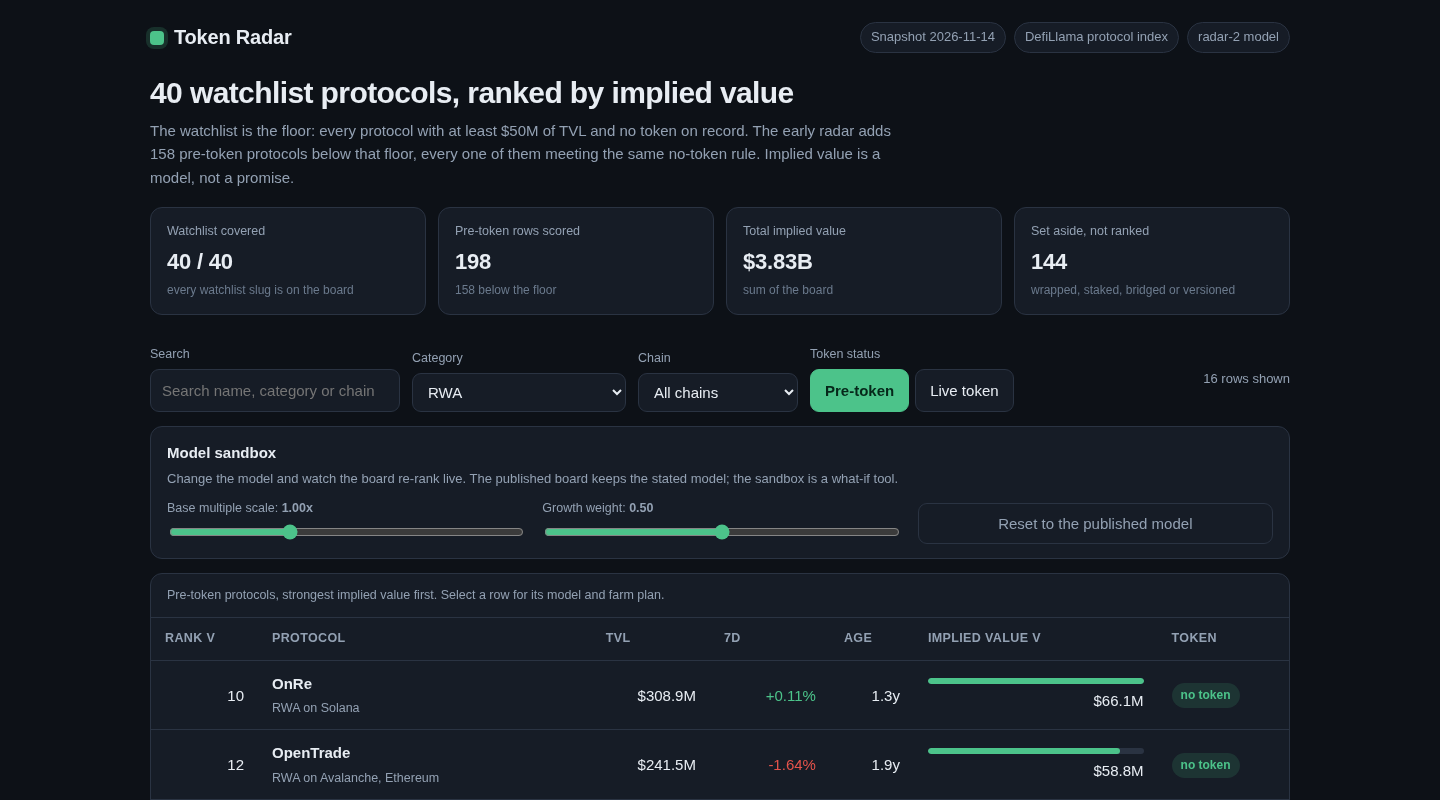 Token Radar
Snapshot 2026-11-14
DefiLlama protocol index
radar-2 model
40 watchlist protocols, ranked by implied value
The watchlist is the floor: every protocol with at least $50M of TVL and no token on record. The early radar adds
158 pre-token protocols below that floor, every one of them meeting the same no-token rule. Implied value is a
model, not a promise.
Watchlist covered
40 / 40
every watchlist slug is on the board
Pre-token rows scored
198
158 below the floor
Total implied value
$3.83B
sum of the board
Set aside, not ranked
144
wrapped, staked, bridged or versioned
Search
Search name, category or chain
Category
RWA
Chain
All chains
Token status
Pre-token
Live token
16 rows shown
Model sandbox
Change the model and watch the board re-rank live. The published board keeps the stated model; the sandbox is a what-if tool.
Base multiple scale: 1.00x
Growth weight: 0.50
Reset to the published model
Pre-token protocols, strongest implied value first. Select a row for its model and farm plan.
RANK V PROTOCOL TVL 7D AGE IMPLIED VALUE V TOKEN
10 OnRe $308.9M +0.11% 1.3y $66.1M no token
RWA on Solana
12 OpenTrade $241.5M -1.64% 1.9y $58.8M no token
RWA on Avalanche, Ethereum